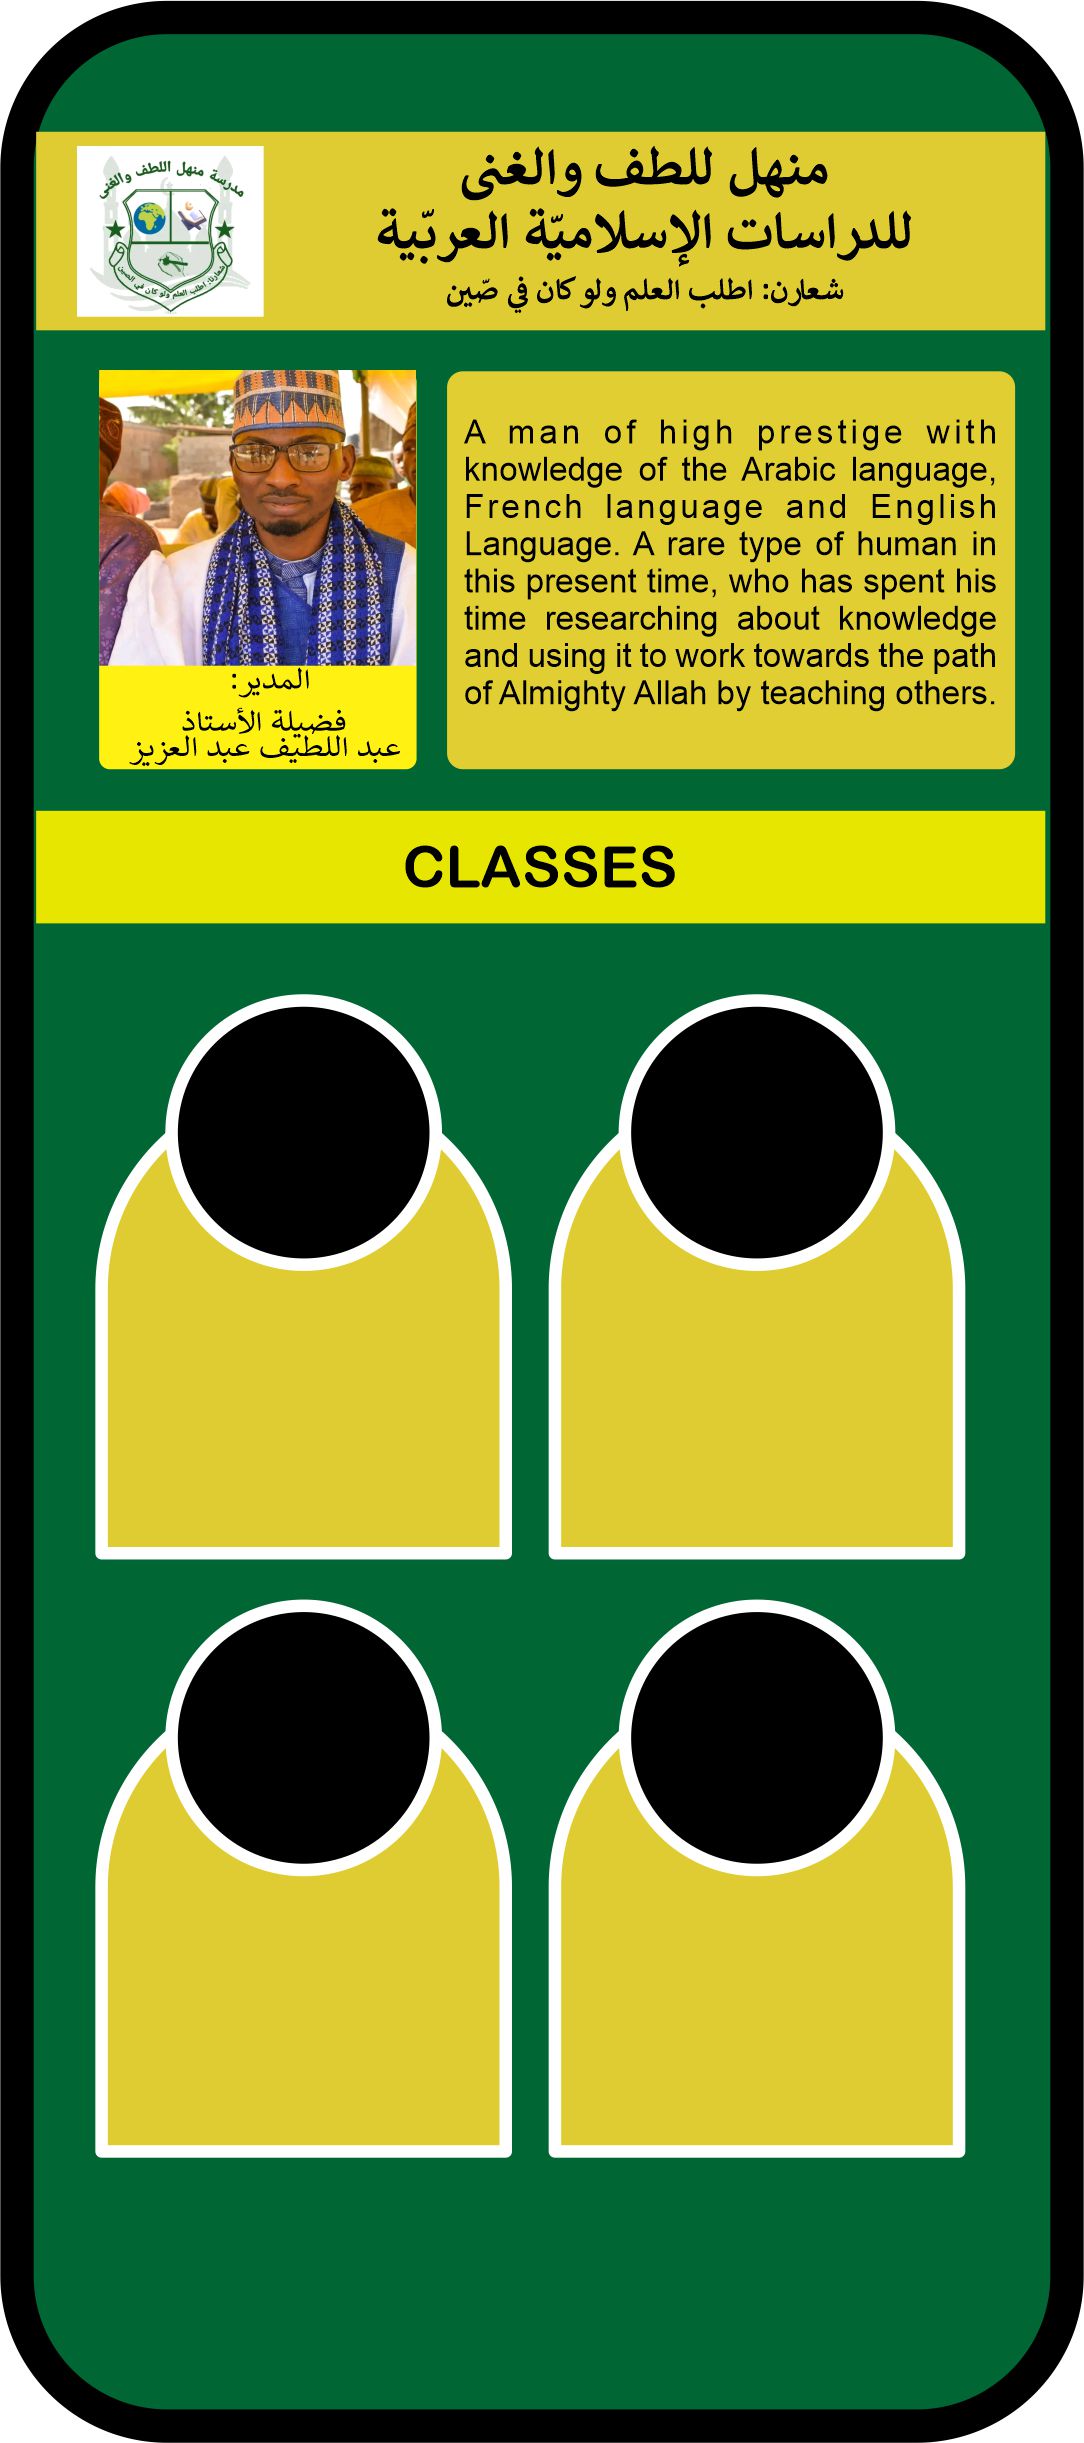 منهل للطف والغنى
للدراسات الإسلاميّة العربّية
شعارن: اطلب العلم ولو كان في صّين
مدرسة منهل اللطف والغنى
شعارنا: اطلب العلم ولو كان في الصين
A man of high prestige with
knowledge of the Arabic language,
French language and English
Language. A rare type of human in
this present time, who has spent his
time researching about knowledge
and using it to work towards the path
of Almighty Allah by teaching others.
المدير:
فضيلة الأستاذ
عبد اللطيف عبد العزيز
CLASSES